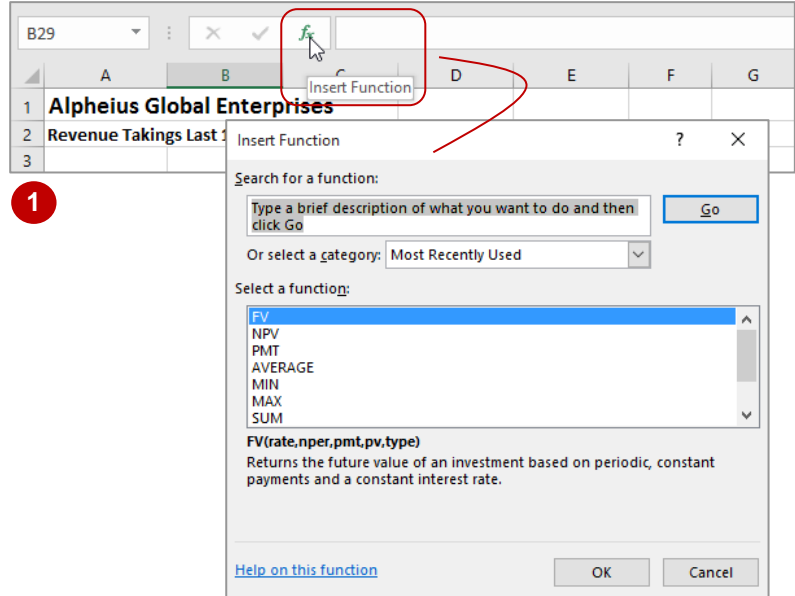 B29 fx
A B C D E F G
Insert Function
1 Alpheius Global Enterprises
2 Revenue Takings Last 1
3
1
Insert Function ? ×
Search for a function:
Type a brief description of what you want to do and then
click Go
Go
Or select a category: Most Recently Used
Select a function:
FV
NPV
PMT
AVERAGE
MIN
MAX
SUM
FV(rate,nper,pmt,pv,type)
Returns the future value of an investment based on periodic, constant
payments and a constant interest rate.
Help on this function
OK Cancel